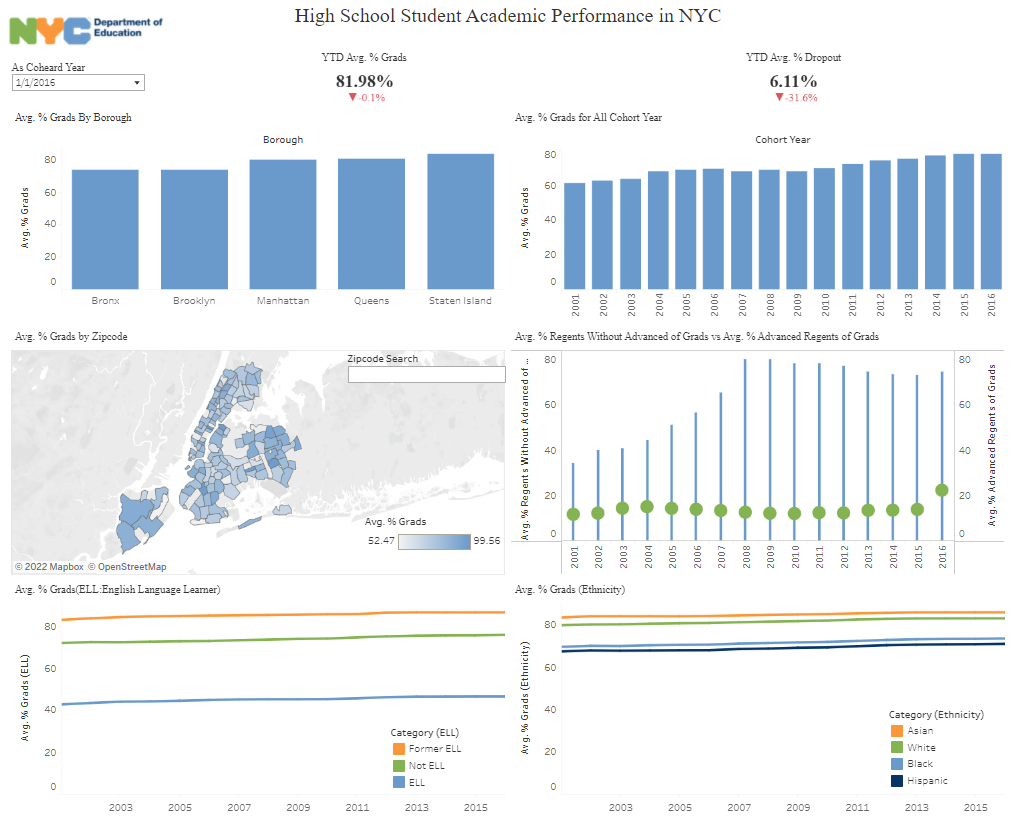 High School Student Academic Performance in NYC
NYC Department of
Education
As Coheard Year
1/1/2016
YTD Avg. % Grads
81.98%
▼-0.1%
YTD Avg. % Dropout
6.11%
▼-31.6%
Avg. % Grads By Borough
Borough
Avg. % Grads
80
60
40
20
0
Bronx Brooklyn Manhattan Queens Staten Island
Avg. % Grads for All Cohort Year
Cohort Year
Avg. % Grads
80
60
40
20
0
2001 2002 2003 2004 2005 2006 2007 2008 2009 2010 2011 2012 2013 2014 2015 2016
Avg. % Grads by Zipcode
Zipcode Search
Avg. % Grads
52.47 99.56
© 2022 Mapbox © OpenStreetMap
Avg. % Regents Without Advanced of Grads vs Avg. % Advanced Regents of Grads
Avg. % Regents Without Advanced of ...
80
60
40
20
0
80
60
40
20
0
Avg. % Advanced Regents of Grads
2001 2002 2003 2004 2005 2006 2007 2008 2009 2010 2011 2012 2013 2014 2015 2016
Avg. % Grads(ELL:English Language Learner)
Avg. % Grads (ELL)
80
60
40
20
0
Category (ELL)
Former ELL
Not ELL
ELL
2003 2005 2007 2009 2011 2013 2015
Avg. % Grads (Ethnicity)
Avg. % Grads (Ethnicity)
80
60
40
20
0
Category (Ethnicity)
Asian
White
Black
Hispanic
2003 2005 2007 2009 2011 2013 2015